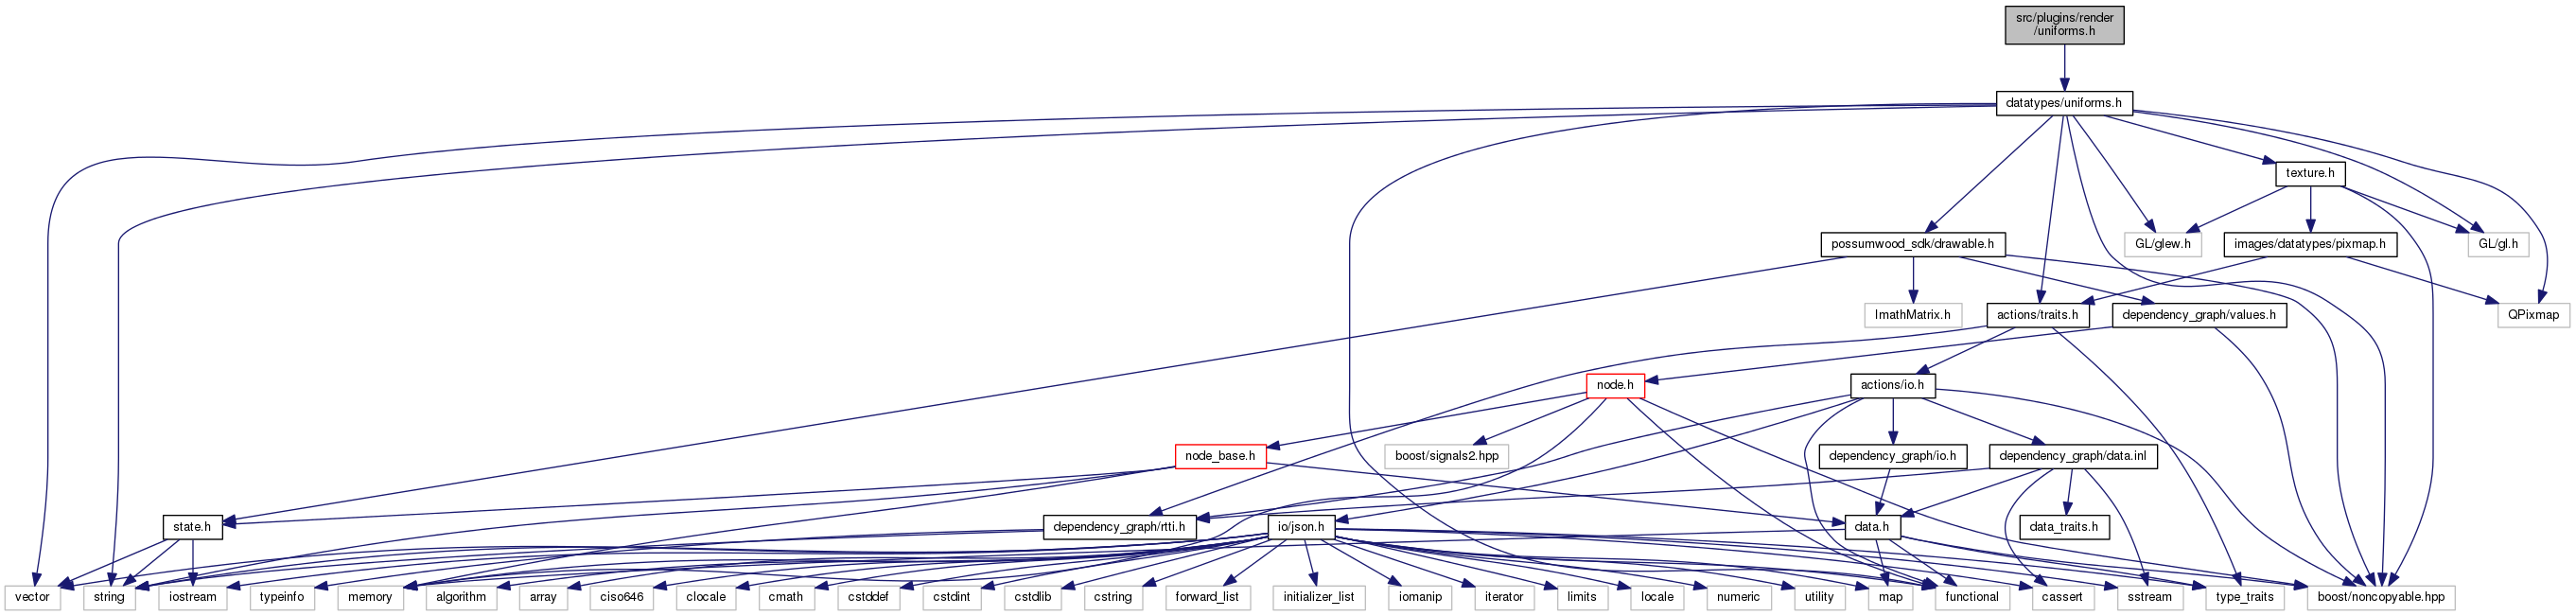 src/plugins/render
/uniforms.h
datatypes/uniforms.h
texture.h
possumwood_sdk/drawable.h
GL/glew.h
images/datatypes/pixmap.h
GL/gl.h
ImathMatrix.h
actions/traits.h
dependency_graph/values.h
QPixmap
node.h
actions/io.h
node_base.h
boost/signals2.hpp
dependency_graph/io.h
dependency_graph/data.inl
state.h
dependency_graph/rtti.h
io/json.h
data.h
data_traits.h
vector
string
iostream
typeinfo
memory
algorithm
array
ciso646
clocale
cmath
cstddef
cstdint
cstdlib
cstring
forward_list
initializer_list
iomanip
iterator
limits
locale
numeric
utility
map
functional
cassert
sstream
type_traits
boost/noncopyable.hpp